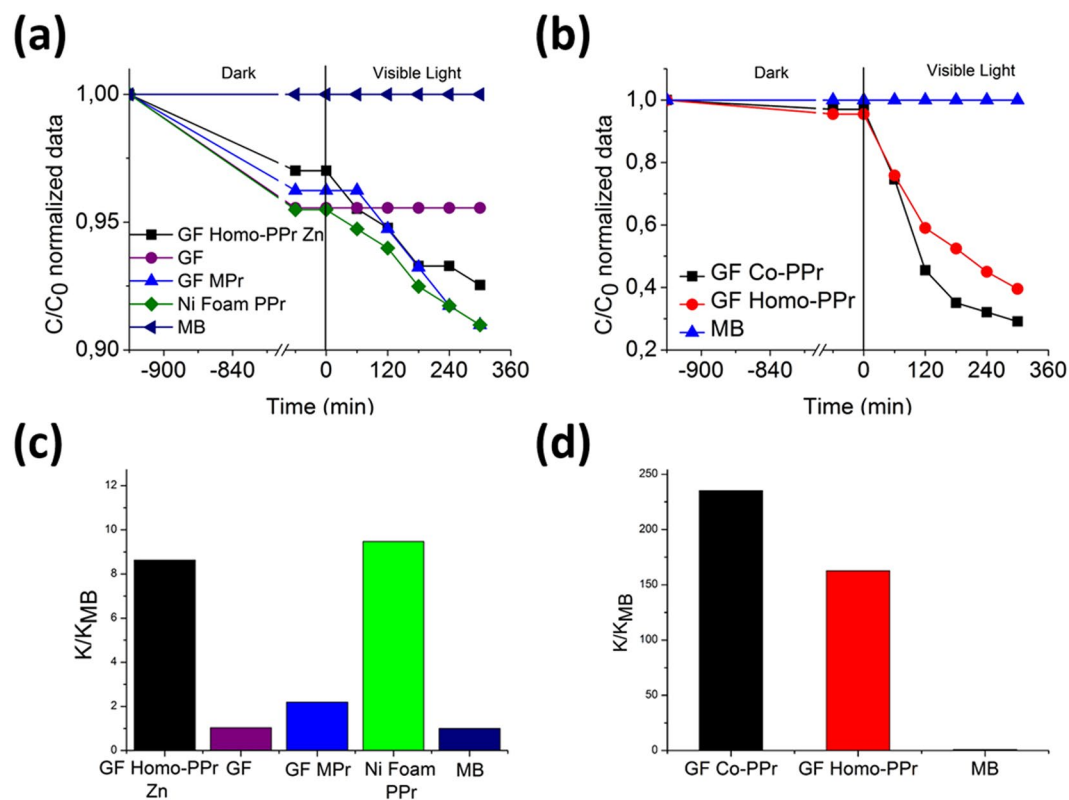 (a)
Dark
Visible Light
1,00
0,95
0,90
C/C0 normalized data
GF Homo-PPr Zn
GF
GF MPr
Ni Foam PPr
MB
-900
-840
0
120
240
360
Time (min)
(b)
Dark
Visible Light
1,0
0,8
0,6
0,4
0,2
C/C0 normalized data
GF Co-PPr
GF Homo-PPr
MB
-900
-840
0
120
240
360
Time (min)
(c)
12
10
8
6
4
2
0
K/KMB
GF Homo-PPr Zn
GF
GF MPr
Ni Foam PPr
MB
(d)
250
200
150
100
50
0
K/KMB
GF Co-PPr
GF Homo-PPr
MB